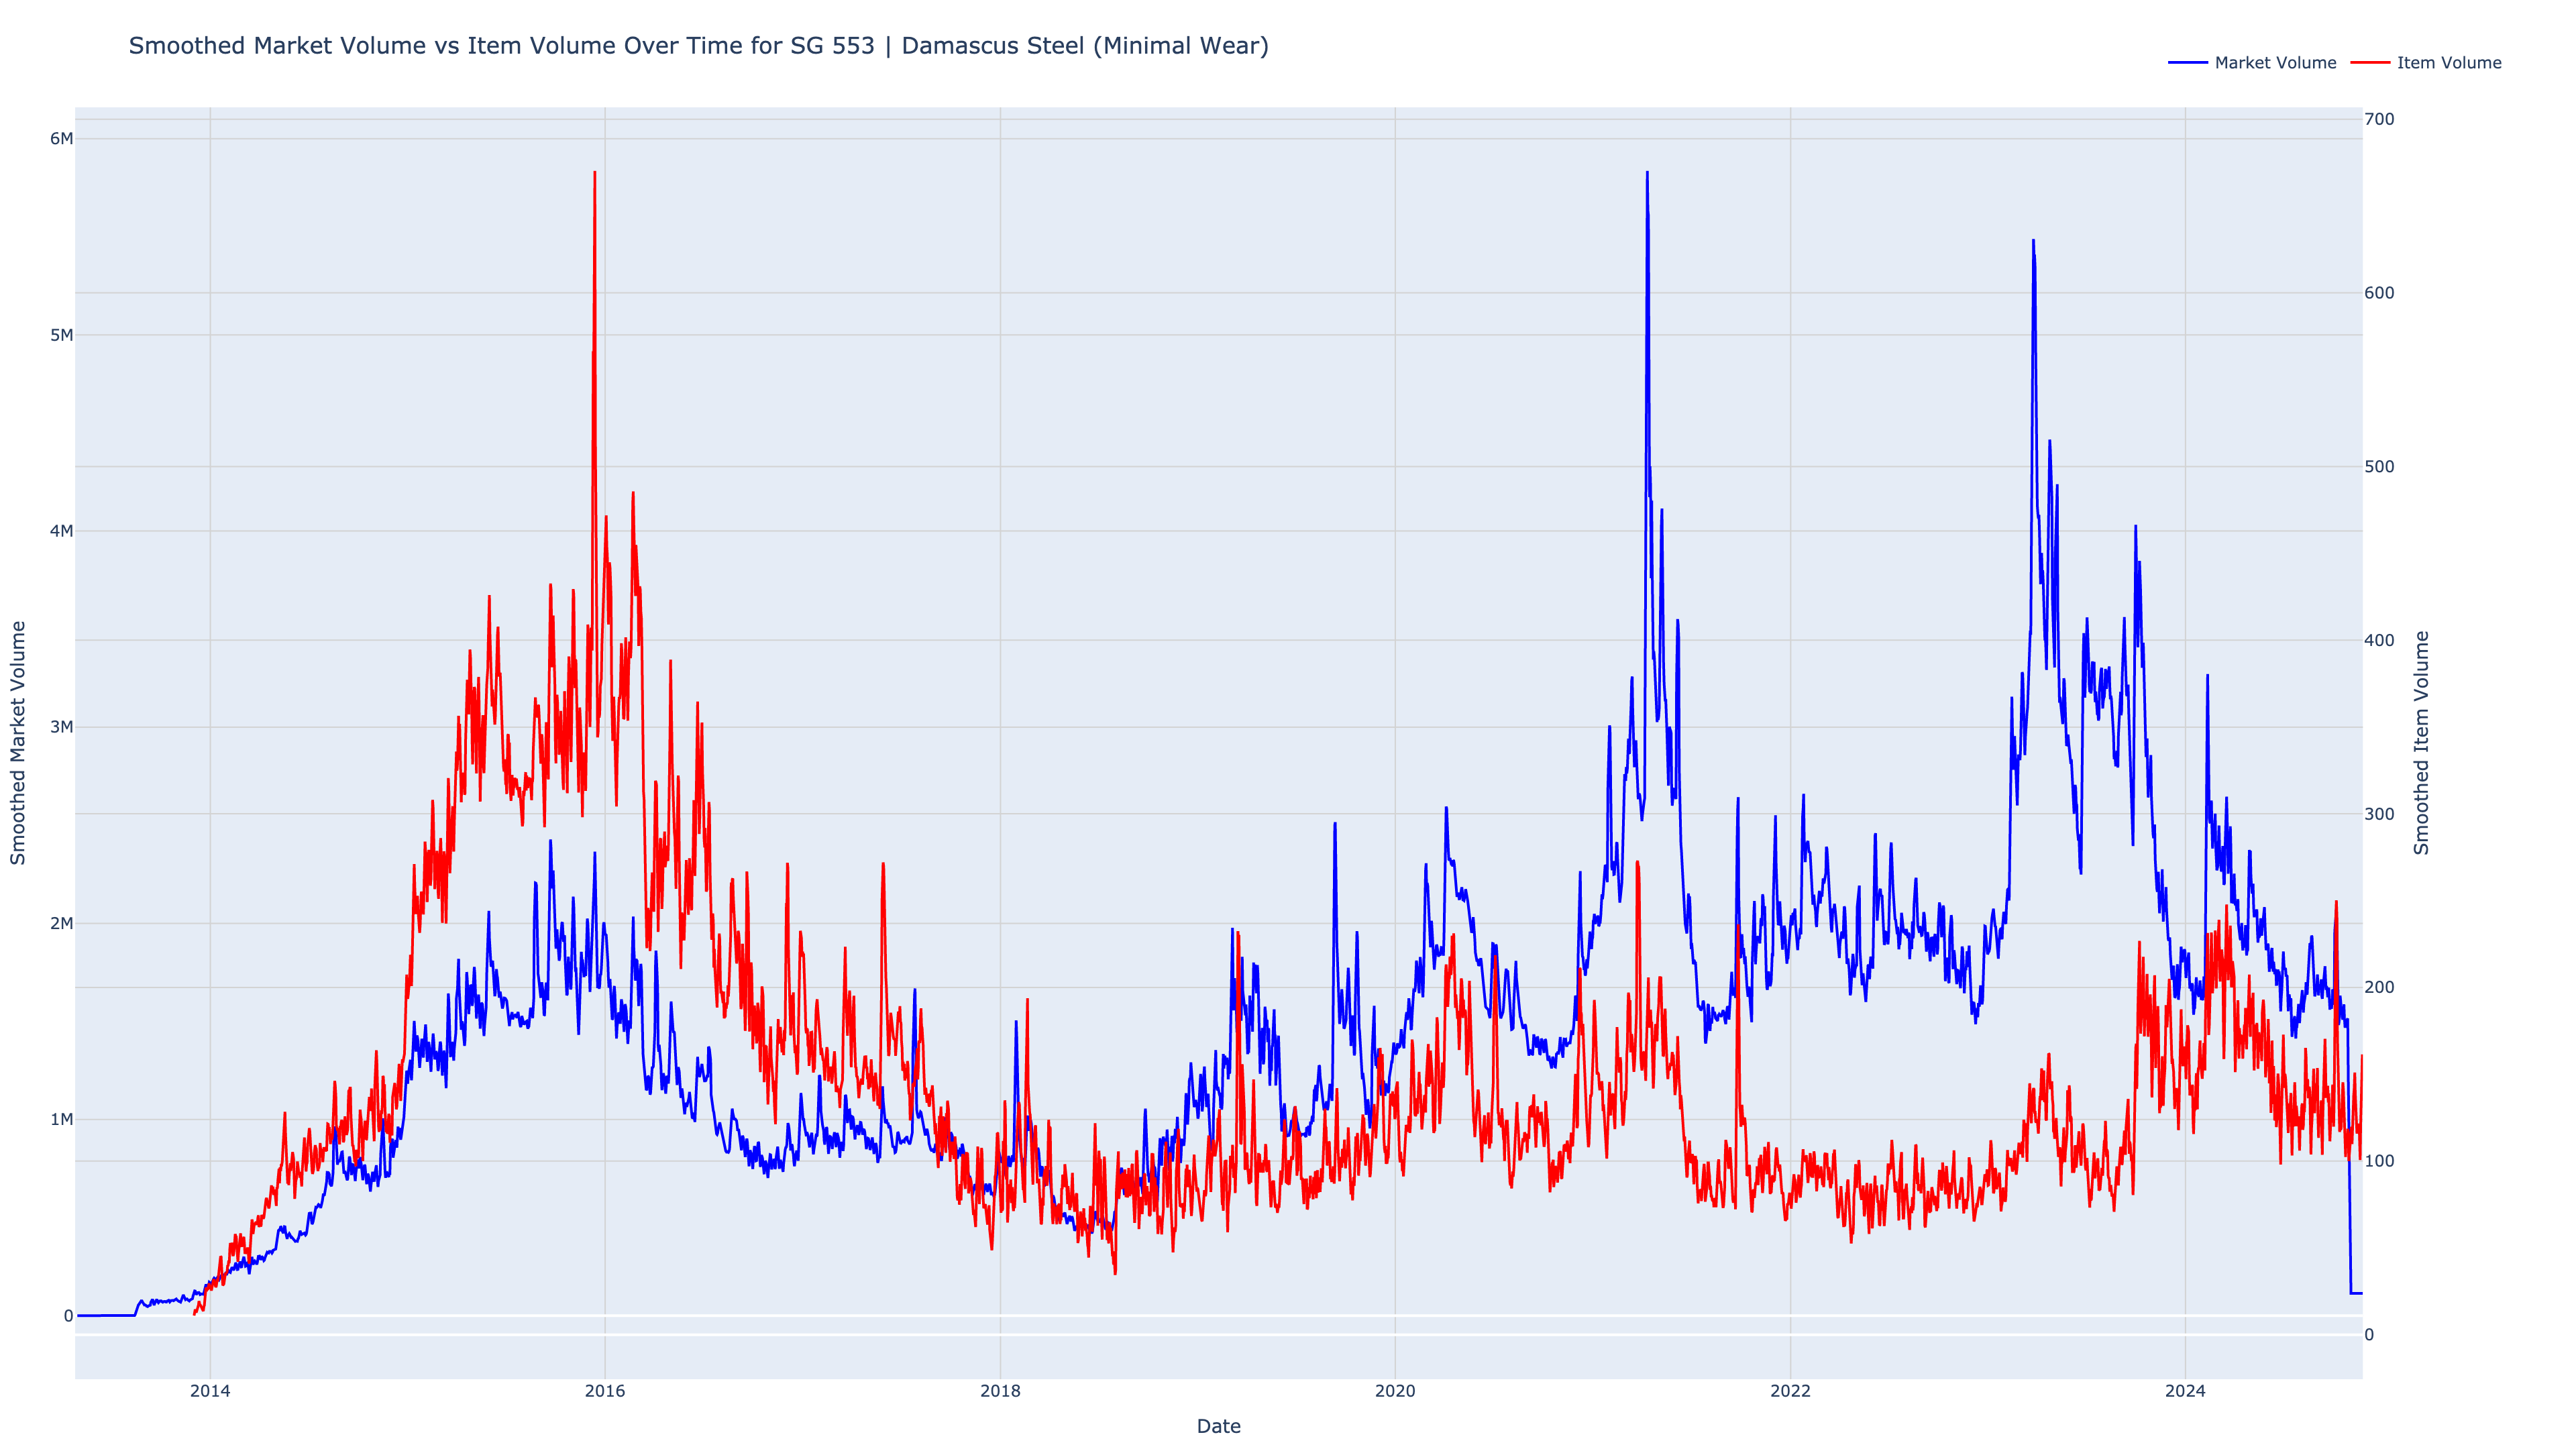 Smoothed Market Volume vs Item Volume Over Time for SG 553 | Damascus Steel (Minimal Wear)
Market Volume
Item Volume
6M
5M
4M
3M
2M
1M
0
700
600
500
400
300
200
100
0
Smoothed Market Volume
Smoothed Item Volume
2014
2016
2018
2020
2022
2024
Date